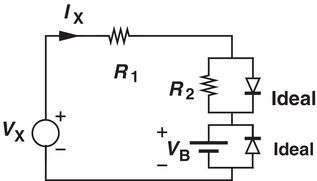 I_X
R_1
R_2
Ideal
V_X
+
−
+
V_B
−
Ideal